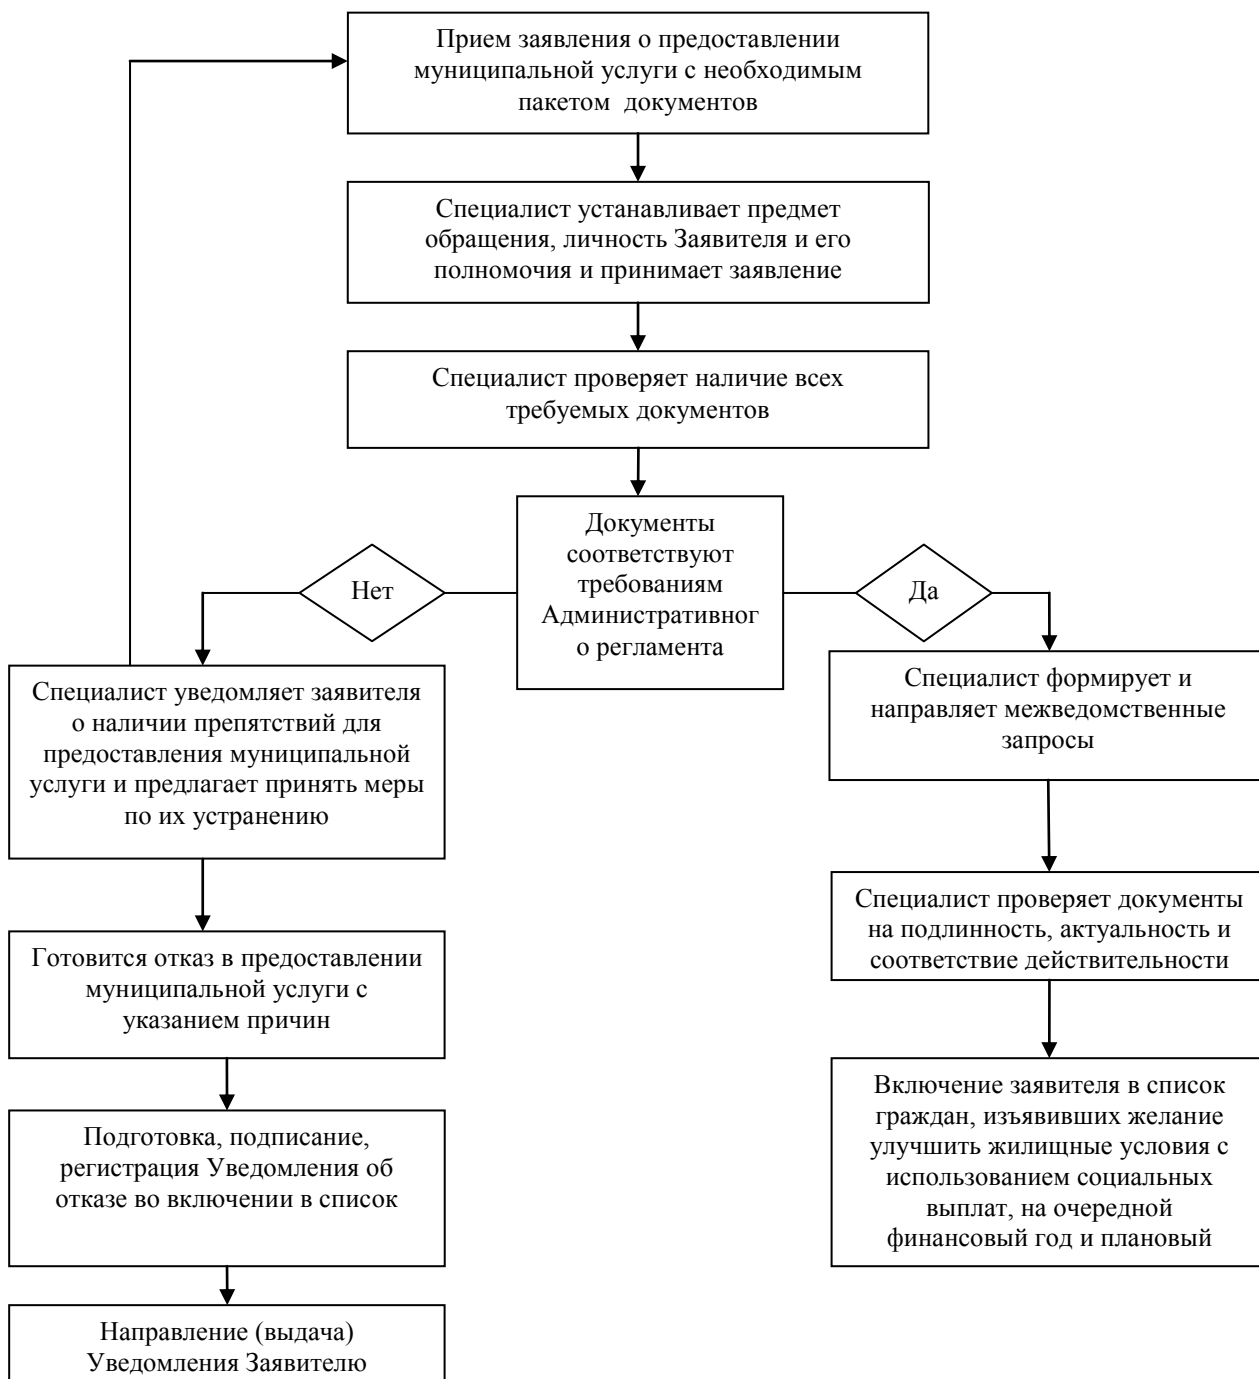 Прием заявления о предоставлении
муниципальной услуги с необходимым
пакетом документов
Специалист устанавливает предмет
обращения, личность Заявителя и его
полномочия и принимает заявление
Специалист проверяет наличие всех
требуемых документов
Документы
соответствуют
требованиям
Административног
о регламента
Нет
Да
Специалист уведомляет заявителя
о наличии препятствий для
предоставления муниципальной
услуги и предлагает принять меры
по их устранению
Специалист формирует и
направляет межведомственные
запросы
Специалист проверяет документы
на подлинность, актуальность и
соответствие действительности
Готовится отказ в предоставлении
муниципальной услуги с
указанием причин
Включение заявителя в список
граждан, изъявивших желание
улучшить жилищные условия с
использованием социальных
выплат, на очередной
финансовый год и плановый
Подготовка, подписание,
регистрация Уведомления об
отказе во включении в список
Направление (выдача)
Уведомления Заявителю